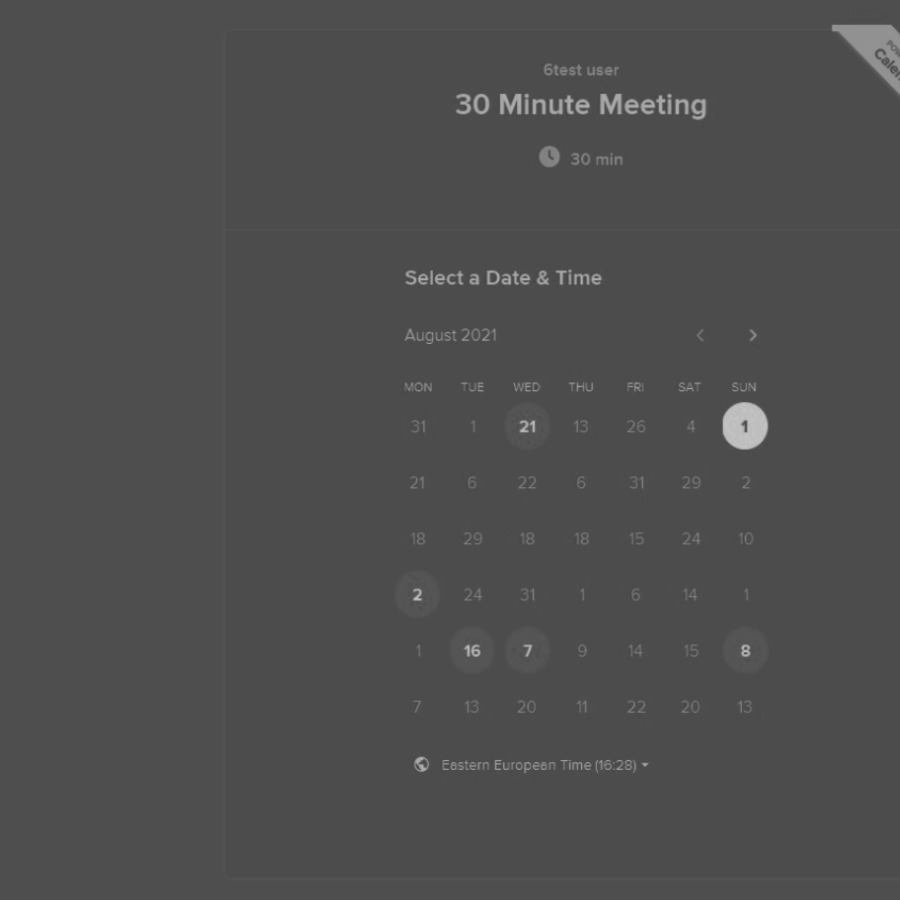 6test user
30 Minute Meeting
30 min
Select a Date & Time
August 2021
MON TUE WED THU FRI SAT SUN
31 1 21 13 26 4 1
21 6 22 6 31 29 2
18 29 18 18 15 24 10
2 24 31 1 6 14 1
1 16 7 9 14 15 8
7 13 20 11 22 20 13
Eastern European Time (16:28)